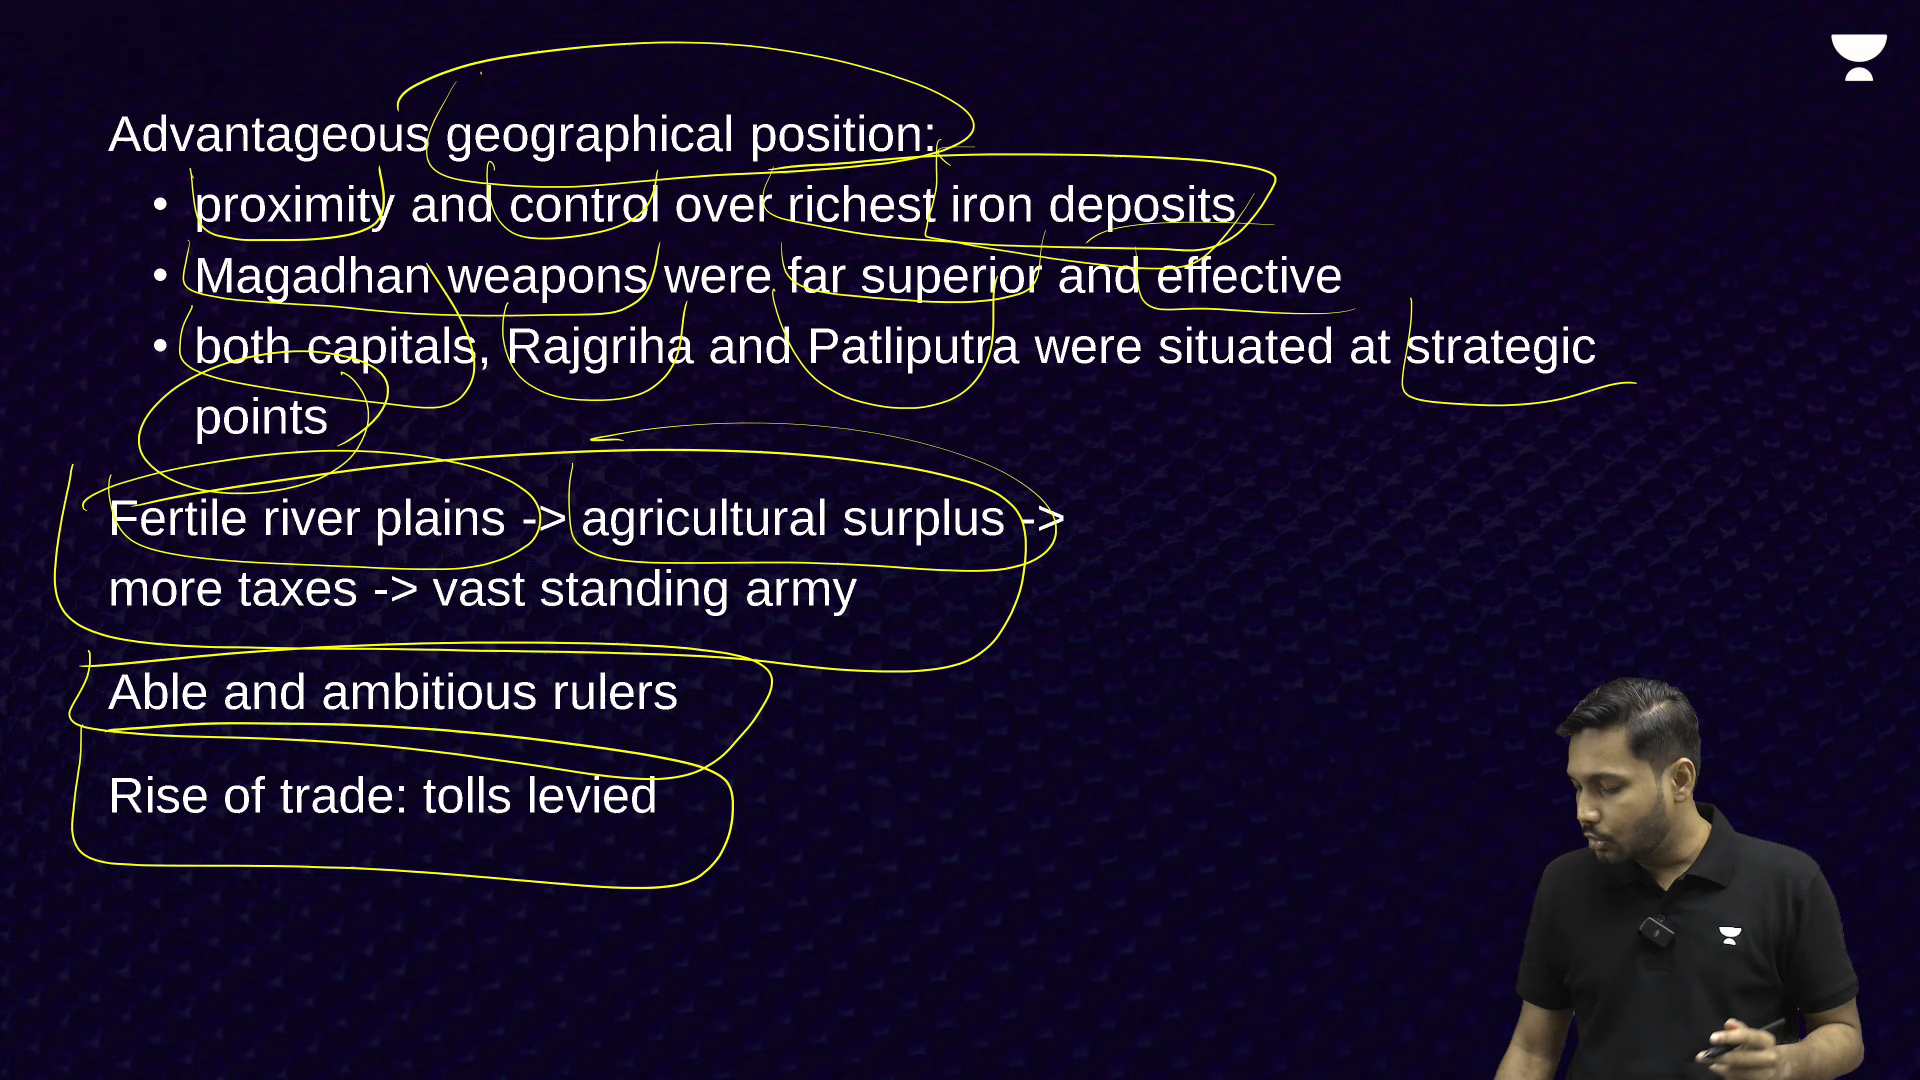 Advantageous geographical position:
• proximity and control over richest iron deposits
• Magadhan weapons were far superior and effective
• both capitals, Rajgriha and Patliputra were situated at strategic
points
Fertile river plains -> agricultural surplus ->
more taxes -> vast standing army
Able and ambitious rulers
Rise of trade: tolls levied